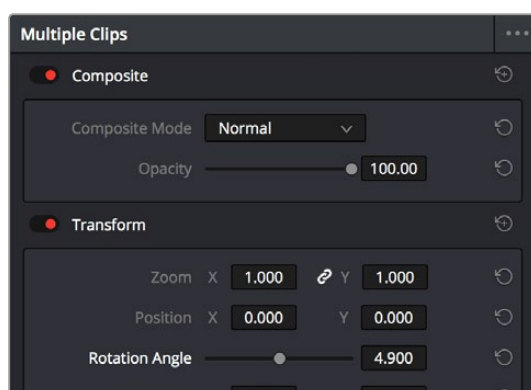 Multiple Clips
Composite
Composite Mode Normal
Opacity 100.00
Transform
Zoom X 1.000 Y 1.000
Position X 0.000 Y 0.000
Rotation Angle 4.900